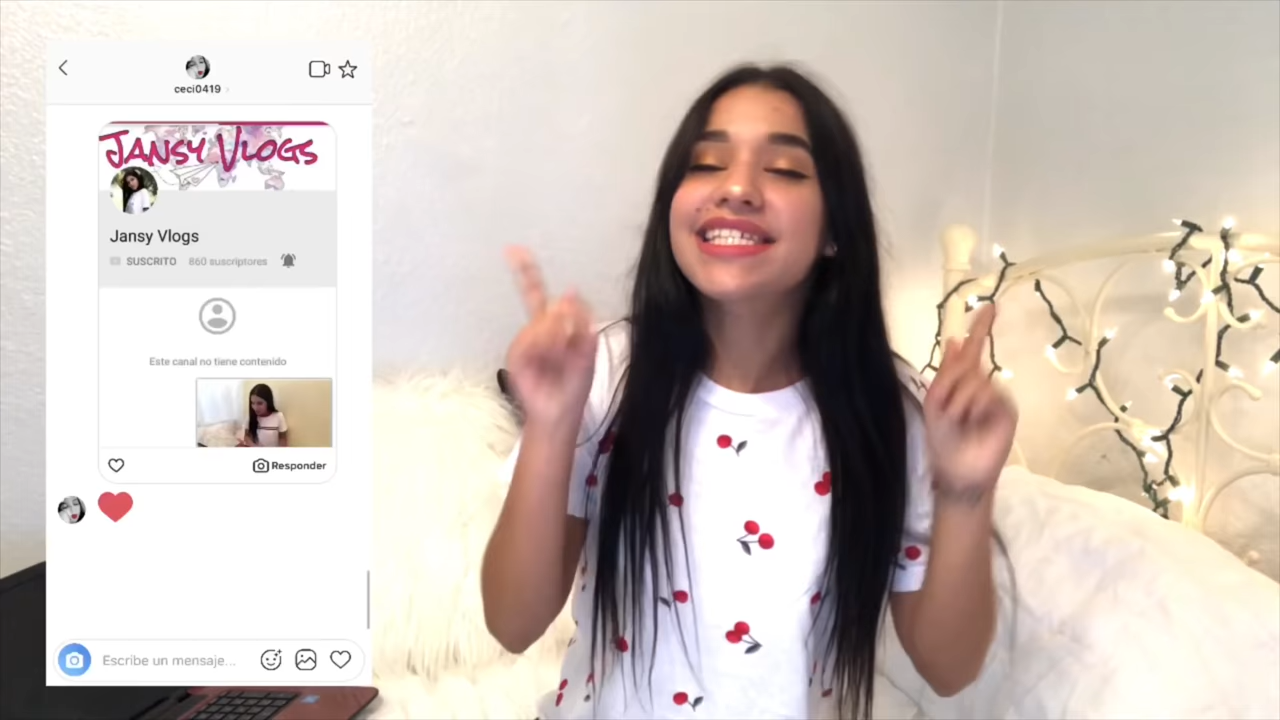 ceci0419
JANSY VLOGS
Jansy Vlogs
SUSCRITO 860 suscriptores
Este canal no tiene contenido
Responder
Escribe un mensaje...